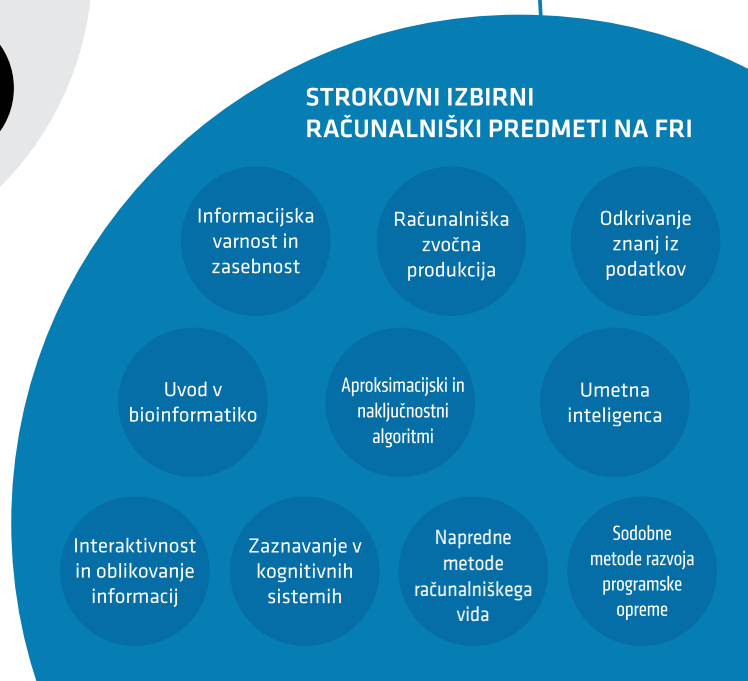 STROKOVNI IZBIRNI
RAČUNALNIŠKI PREDMETI NA FRI
Informacijska
varnost in
zasebnost
Računalniška
zvočna
produkcija
Odkrivanje
znanj iz
podatkov
Uvod v
bioinformatiko
Aproksimacijski in
naključnostni
algoritmi
Umetna
inteligenca
Interaktivnost
in oblikovanje
informacij
Zaznavanje v
kognitivnih
sistemih
Napredne
metode
računalniškega
vida
Sodobne
metode razvoja
programske
opreme